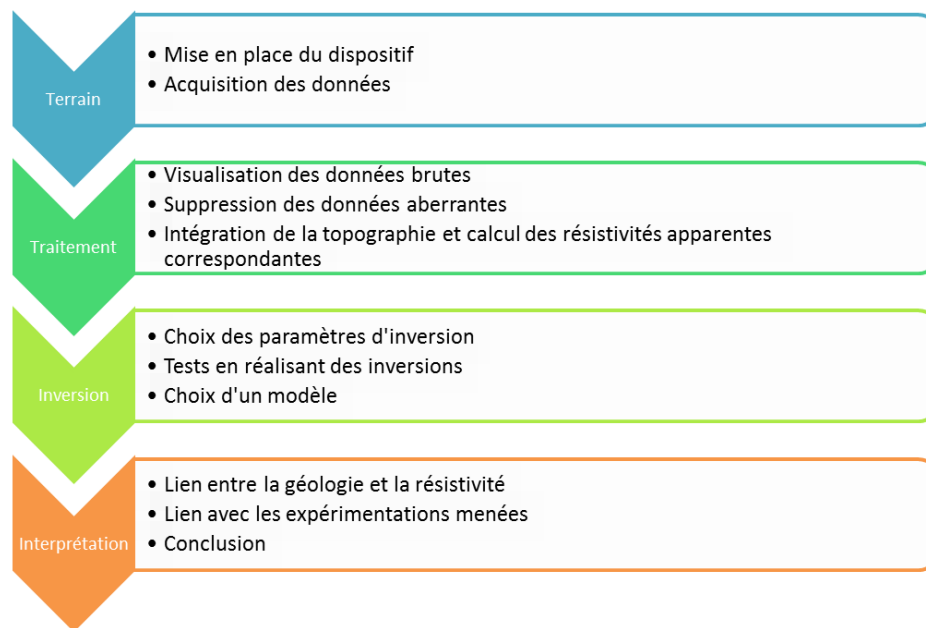 Terrain
• Mise en place du dispositif
• Acquisition des données
Traitement
• Visualisation des données brutes
• Suppression des données aberrantes
• Intégration de la topographie et calcul des résistivités apparentes
correspondantes
Inversion
• Choix des paramètres d'inversion
• Tests en réalisant des inversions
• Choix d'un modèle
Interprétation
• Lien entre la géologie et la résistivité
• Lien avec les expérimentations menées
• Conclusion